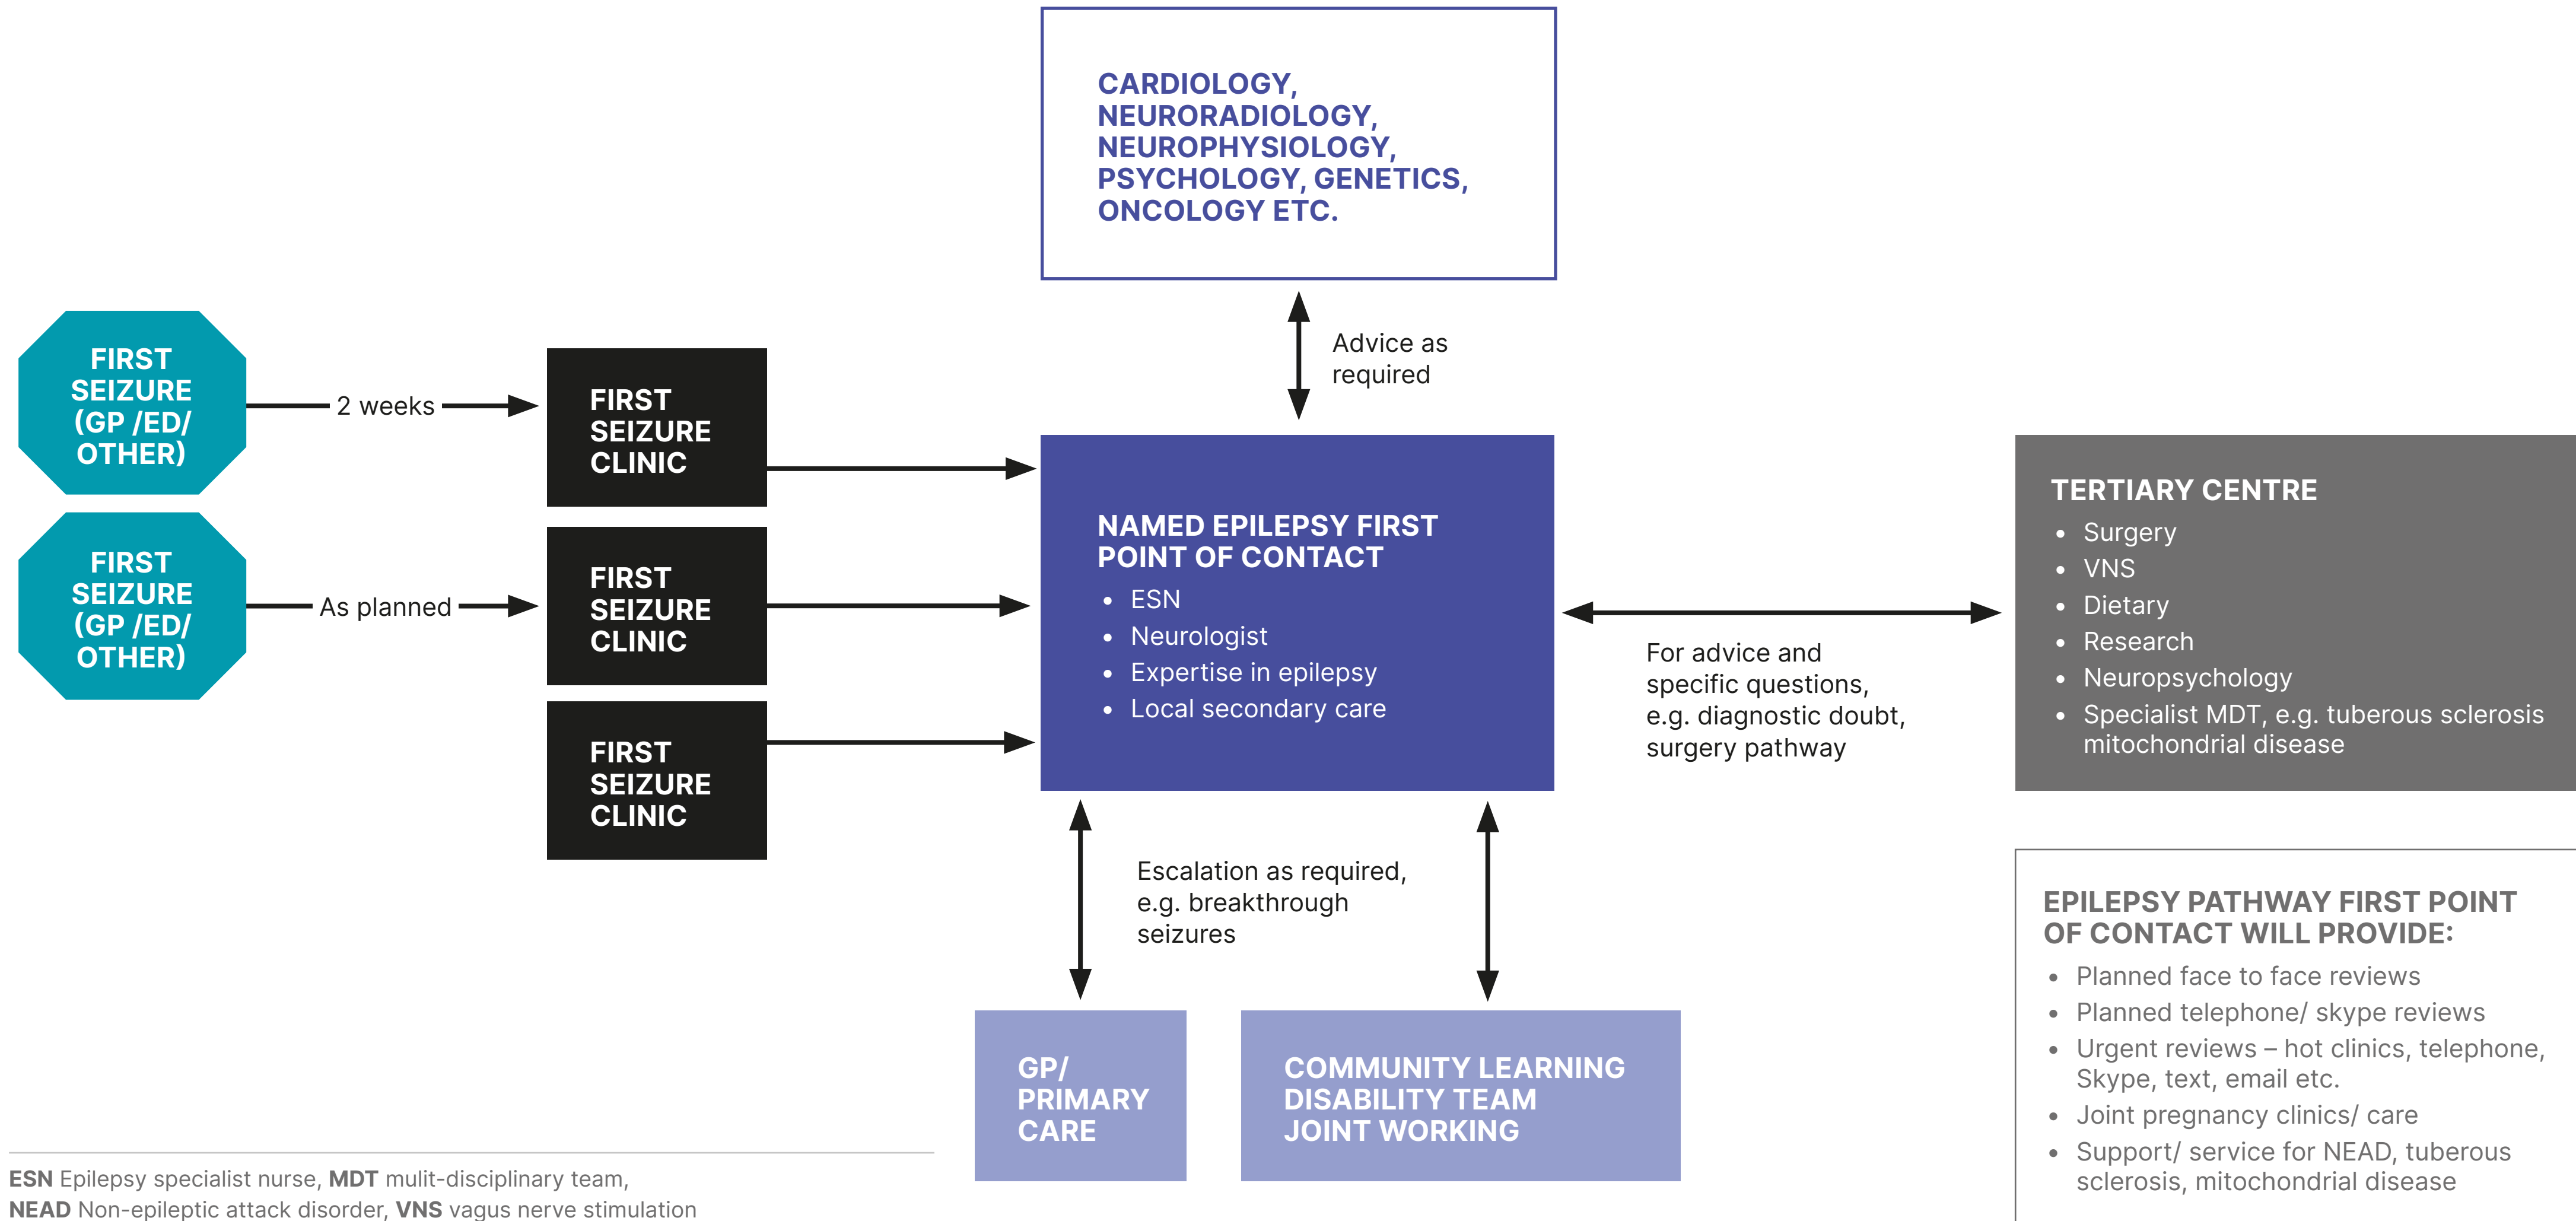 CARDIOLOGY,
NEURORADIOLOGY,
NEUROPHYSIOLOGY,
PSYCHOLOGY, GENETICS,
ONCOLOGY ETC.
Advice as
required
FIRST
SEIZURE
(GP /ED/
OTHER)
2 weeks
FIRST
SEIZURE
CLINIC
FIRST
SEIZURE
(GP /ED/
OTHER)
As planned
FIRST
SEIZURE
CLINIC
FIRST
SEIZURE
CLINIC
NAMED EPILEPSY FIRST
POINT OF CONTACT
• ESN
• Neurologist
• Expertise in epilepsy
• Local secondary care
For advice and
specific questions,
e.g. diagnostic doubt,
surgery pathway
TERTIARY CENTRE
• Surgery
• VNS
• Dietary
• Research
• Neuropsychology
• Specialist MDT, e.g. tuberous sclerosis
mitochondrial disease
Escalation as required,
e.g. breakthrough
seizures
GP/
PRIMARY
CARE
COMMUNITY LEARNING
DISABILITY TEAM
JOINT WORKING
EPILEPSY PATHWAY FIRST POINT
OF CONTACT WILL PROVIDE:
• Planned face to face reviews
• Planned telephone/ skype reviews
• Urgent reviews – hot clinics, telephone,
Skype, text, email etc.
• Joint pregnancy clinics/ care
• Support/ service for NEAD, tuberous
sclerosis, mitochondrial disease
ESN Epilepsy specialist nurse, MDT mulit-disciplinary team,
NEAD Non-epileptic attack disorder, VNS vagus nerve stimulation